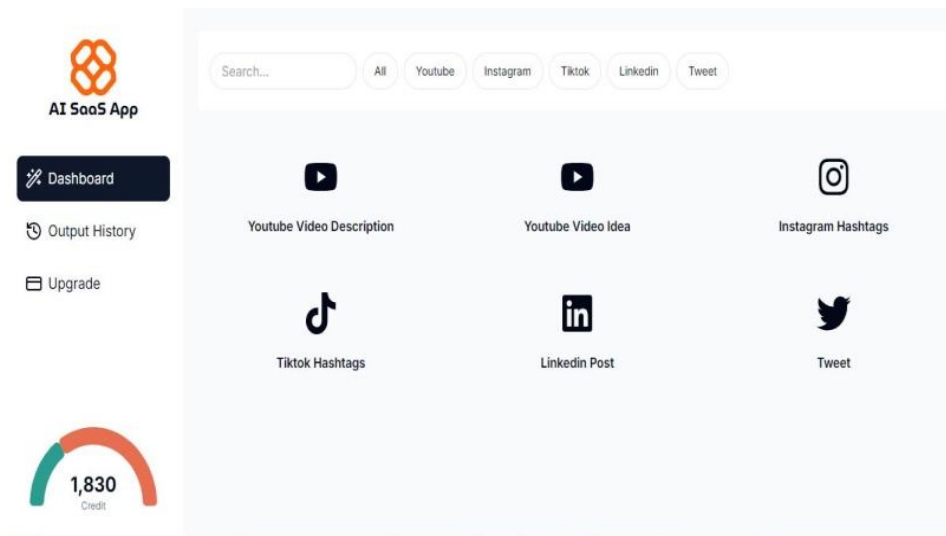 AI SaaS App
Dashboard
Output History
Upgrade
1,830
Credit
Search...
All
Youtube
Instagram
Tiktok
Linkedin
Tweet
Youtube Video Description
Youtube Video Idea
Instagram Hashtags
Tiktok Hashtags
Linkedin Post
Tweet